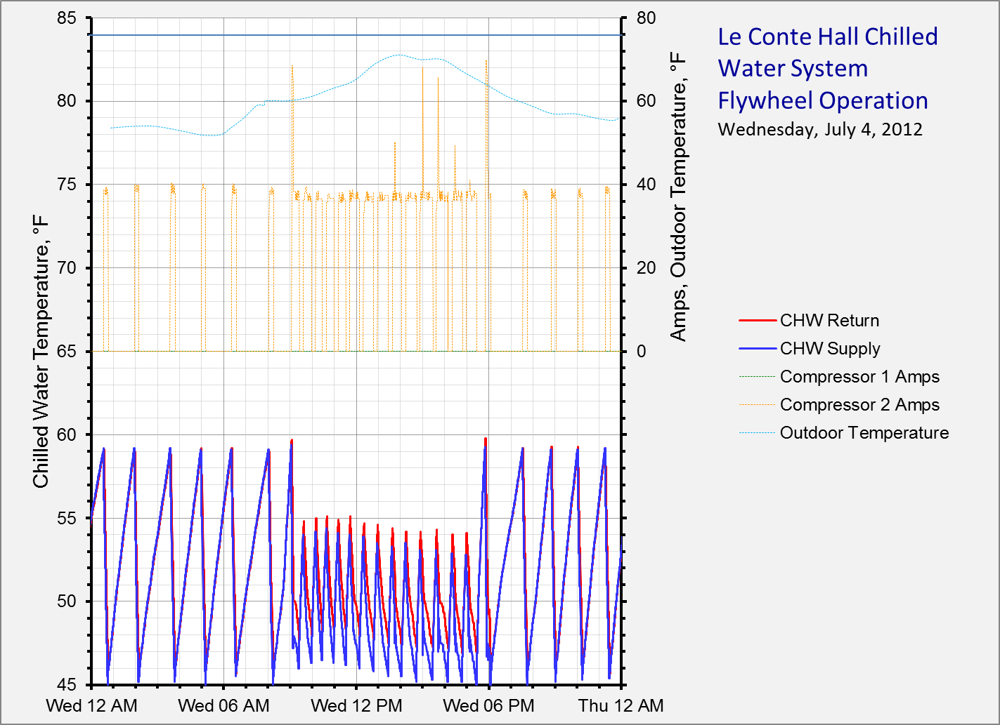 Le Conte Hall Chilled
Water System
Flywheel Operation
Wednesday, July 4, 2012
Chilled Water Temperature, °F
85
80
75
70
65
60
55
50
45
Amps, Outdoor Temperature, °F
80
60
40
20
0
CHW Return
CHW Supply
Compressor 1 Amps
Compressor 2 Amps
Outdoor Temperature
Wed 12 AM
Wed 06 AM
Wed 12 PM
Wed 06 PM
Thu 12 AM